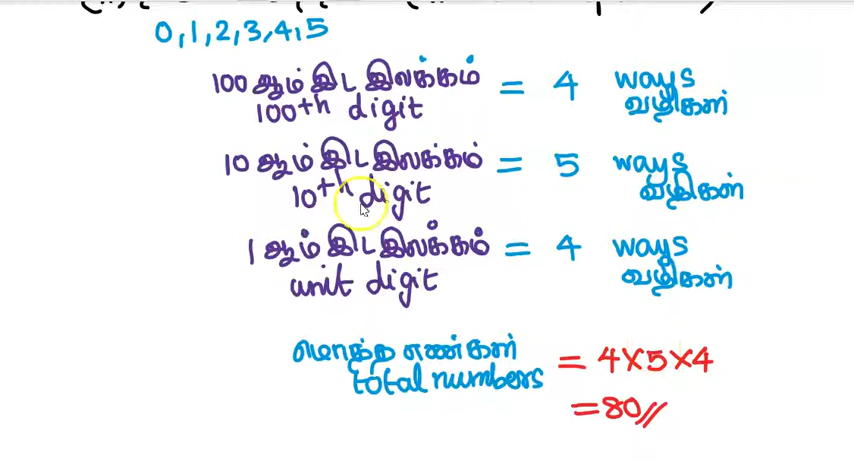 0,1,2,3,4,5
100 ஆம் இட இலக்கம் = 4 ways
100th digit வழிகள்
10 ஆம் இட இலக்கம் = 5 ways
10th digit வழிகள்
1 ஆம் இட இலக்கம் = 4 ways
unit digit வழிகள்
மொத்த எண்கள்
total numbers = 4×5×4
= 80//